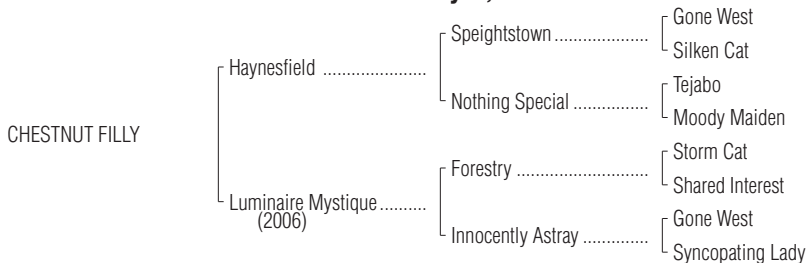 Gone West
Speightstown ....................
Silken Cat
Haynesfield ......................
Tejabo
Nothing Special ................
Moody Maiden
CHESTNUT FILLY
Storm Cat
Forestry ............................
Shared Interest
Luminaire Mystique ..........
(2006)
Gone West
Innocently Astray ..............
Syncopating Lady